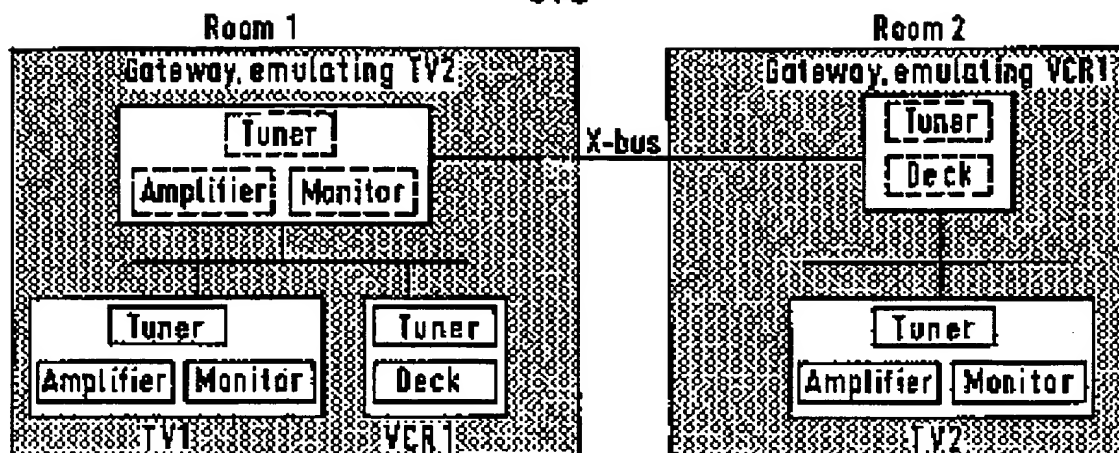 Room 1
Room 2
Gateway, emulating TV2
Gateway, emulating VCR1
Tuner
Amplifier
Monitor
X-bus
Tuner
Deck
Tuner
Amplifier
Monitor
Tuner
Deck
Tuner
Amplifier
Monitor
TV1
VCR1
TV2